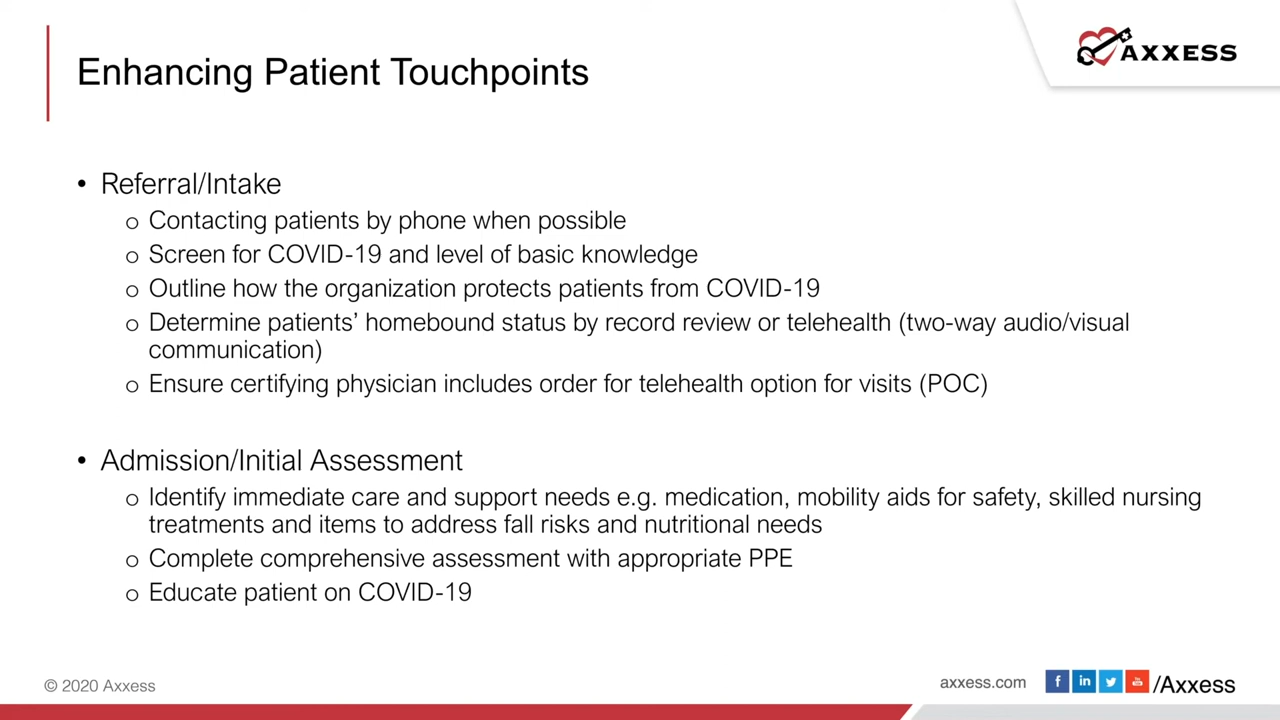 AXXESS
Enhancing Patient Touchpoints
• Referral/Intake
o Contacting patients by phone when possible
o Screen for COVID-19 and level of basic knowledge
o Outline how the organization protects patients from COVID-19
o Determine patients’ homebound status by record review or telehealth (two-way audio/visual
communication)
o Ensure certifying physician includes order for telehealth option for visits (POC)
• Admission/Initial Assessment
o Identify immediate care and support needs e.g. medication, mobility aids for safety, skilled nursing
treatments and items to address fall risks and nutritional needs
o Complete comprehensive assessment with appropriate PPE
o Educate patient on COVID-19
© 2020 Axxess
axxess.com f in /Axxess